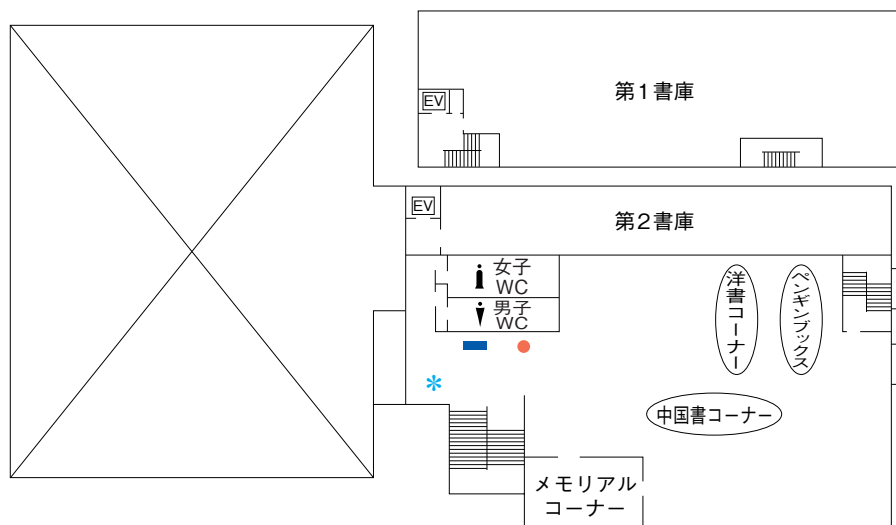 第1書庫
EV
EV
第2書庫
女子
WC
男子
WC
洋書コーナー
ペンギンブックス
中国書コーナー
メモリアル
コーナー